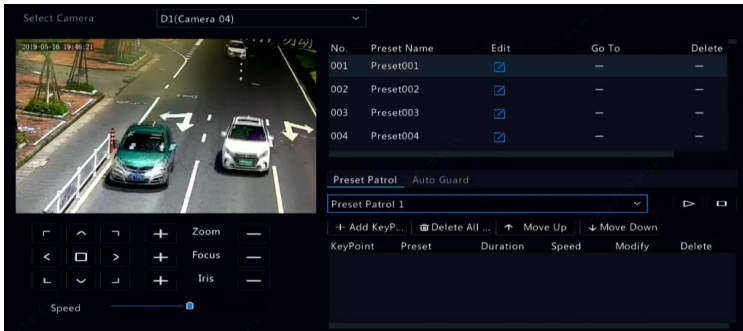 Select Camera
D1(Camera 04)
2019-05-16 19:46:21
No. Preset Name Edit Go To Delete
001 Preset001
002 Preset002
003 Preset003
004 Preset004
Preset Patrol Auto Guard
Preset Patrol 1
Add KeyP... Delete All ... Move Up Move Down
KeyPoint Preset Duration Speed Modify Delete
Zoom
Focus
Iris
Speed